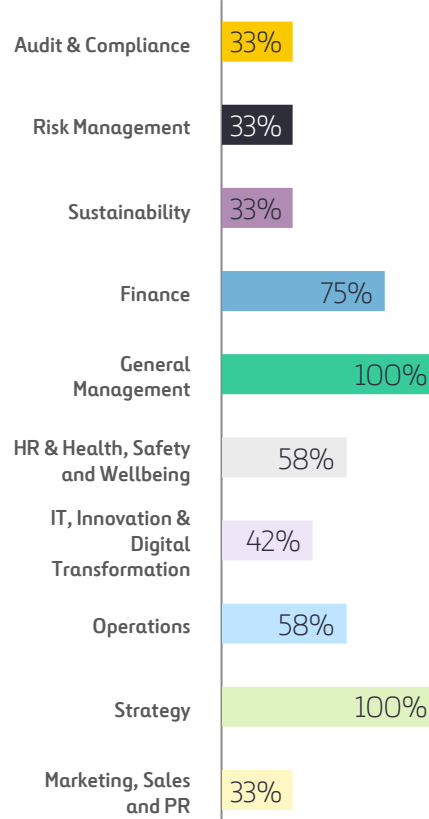 Audit & Compliance 33%
Risk Management 33%
Sustainability 33%
Finance 75%
General
Management 100%
HR & Health, Safety
and Wellbeing 58%
IT, Innovation &
Digital
Transformation 42%
Operations 58%
Strategy 100%
Marketing, Sales
and PR 33%